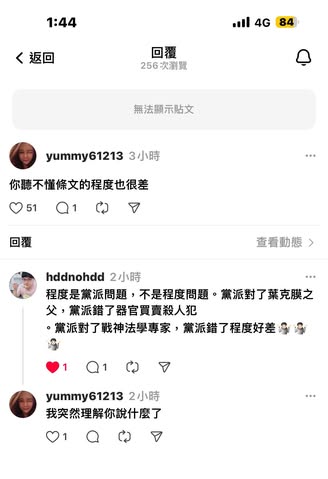 1:44
4G 84
返回
回覆
256次瀏覽
無法顯示貼文
yummy61213 3小時
你聽不懂條文的程度也很差
51 1
回覆 查看動態
hddnohdd 2小時
程度是黨派問題，不是程度問題。黨派對了葉克膜之
父，黨派錯了器官買賣殺人犯
。黨派對了戰神法學專家，黨派錯了程度好差🤷🏻‍♂️🤷🏻‍♂️
🤷🏻‍♂️
1 1
yummy61213 2小時
我突然理解你說什麼了
1